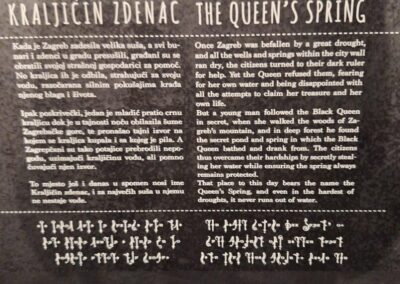 KRALJIČIN ZDENAC
Kada je Zagreb zadesila velika suša, a svi bu-
nari i zdenci u gradu presušili, građani su se
obratili svojoj strašnoj gospodarici za pomoć.
No kraljica ih je odbila, strahujući za svoju
vodu, razočarana silnim pokušajima krađa
njenog blaga i života.
Ipak peskrivečki, jedan je mladić pratio crnu
kraljicu dok je u tajnosti noću obilazila šume
Zagrebačke gore, te pronašao tajni izvor na
kojem se kraljica kupala i na kojeg je pila. A
Zagrepčani su tako potajice prebrodili nepo-
godu, uzimajući kraljičinu vodu, ali pomno
čuvajući njen izvor.
To mjesto još i danas u spomen nosi ime
Kraljičin zdenac, i za najvećih suša u njemu
ne nestaje vode.
THE QUEEN'S SPRING
Once Zagreb was befallen by a great drought,
and all the wells and springs within the city wall
ran dry, the citizens turned to their dark ruler
for help. Yet the Queen refused them, fearing
for her own water and being disappointed with
all the attempts to claim her treasure and her
own life.
But a young man followed the Black Queen
in secret, when she walked the woods of Zag-
reb's mountain, and in deep forest he found
the secret pond and spring in which the Black
Queen bathed and drank from. The citizens
thus overcame their hardships by secretly steal-
ing her water while ensuring the spring always
remains protected.
That place to this day bears the name the
Queen's Spring, and even in the hardest of
droughts, it never runs out of water.